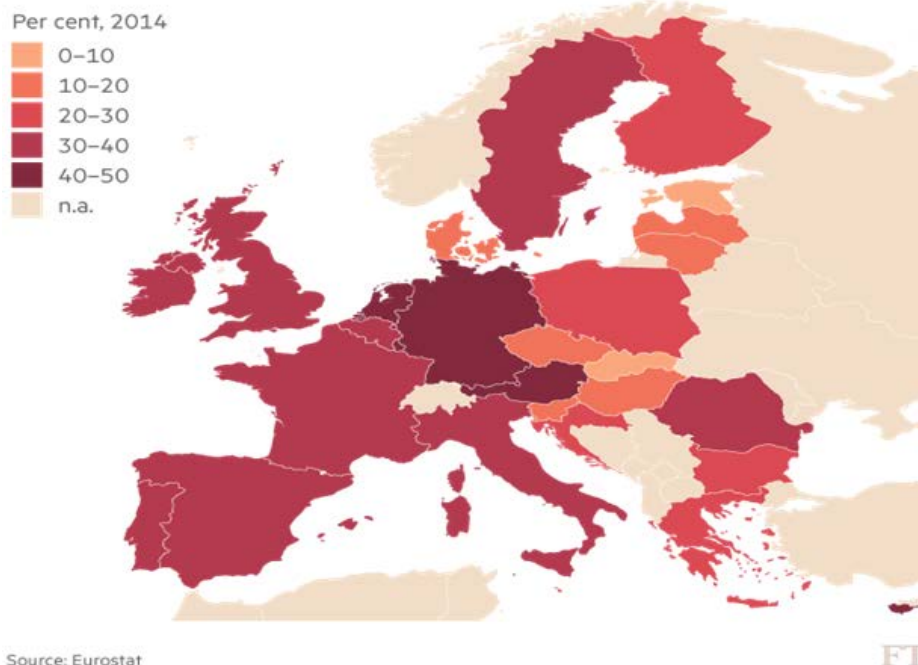 Per cent, 2014
0–10
10–20
20–30
30–40
40–50
n.a.
Source: Eurostat
FT